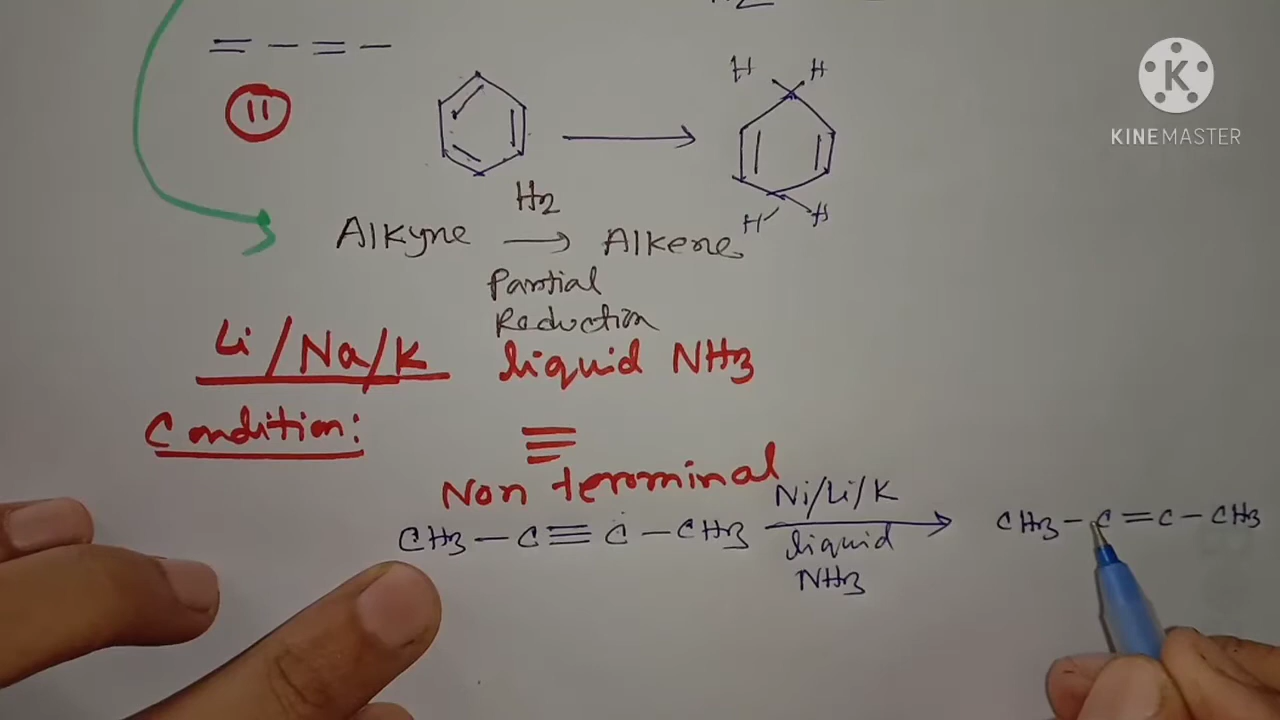 H H
H H
H2
Alkyne → Alkene
Partial
Reduction
Li/Na/K liquid NH3
Condition:
≡
Non terminal
CH3-C≡C-CH3 Ni/Li/K liquid NH3 → CH3-C=C-CH3
KINEMASTER